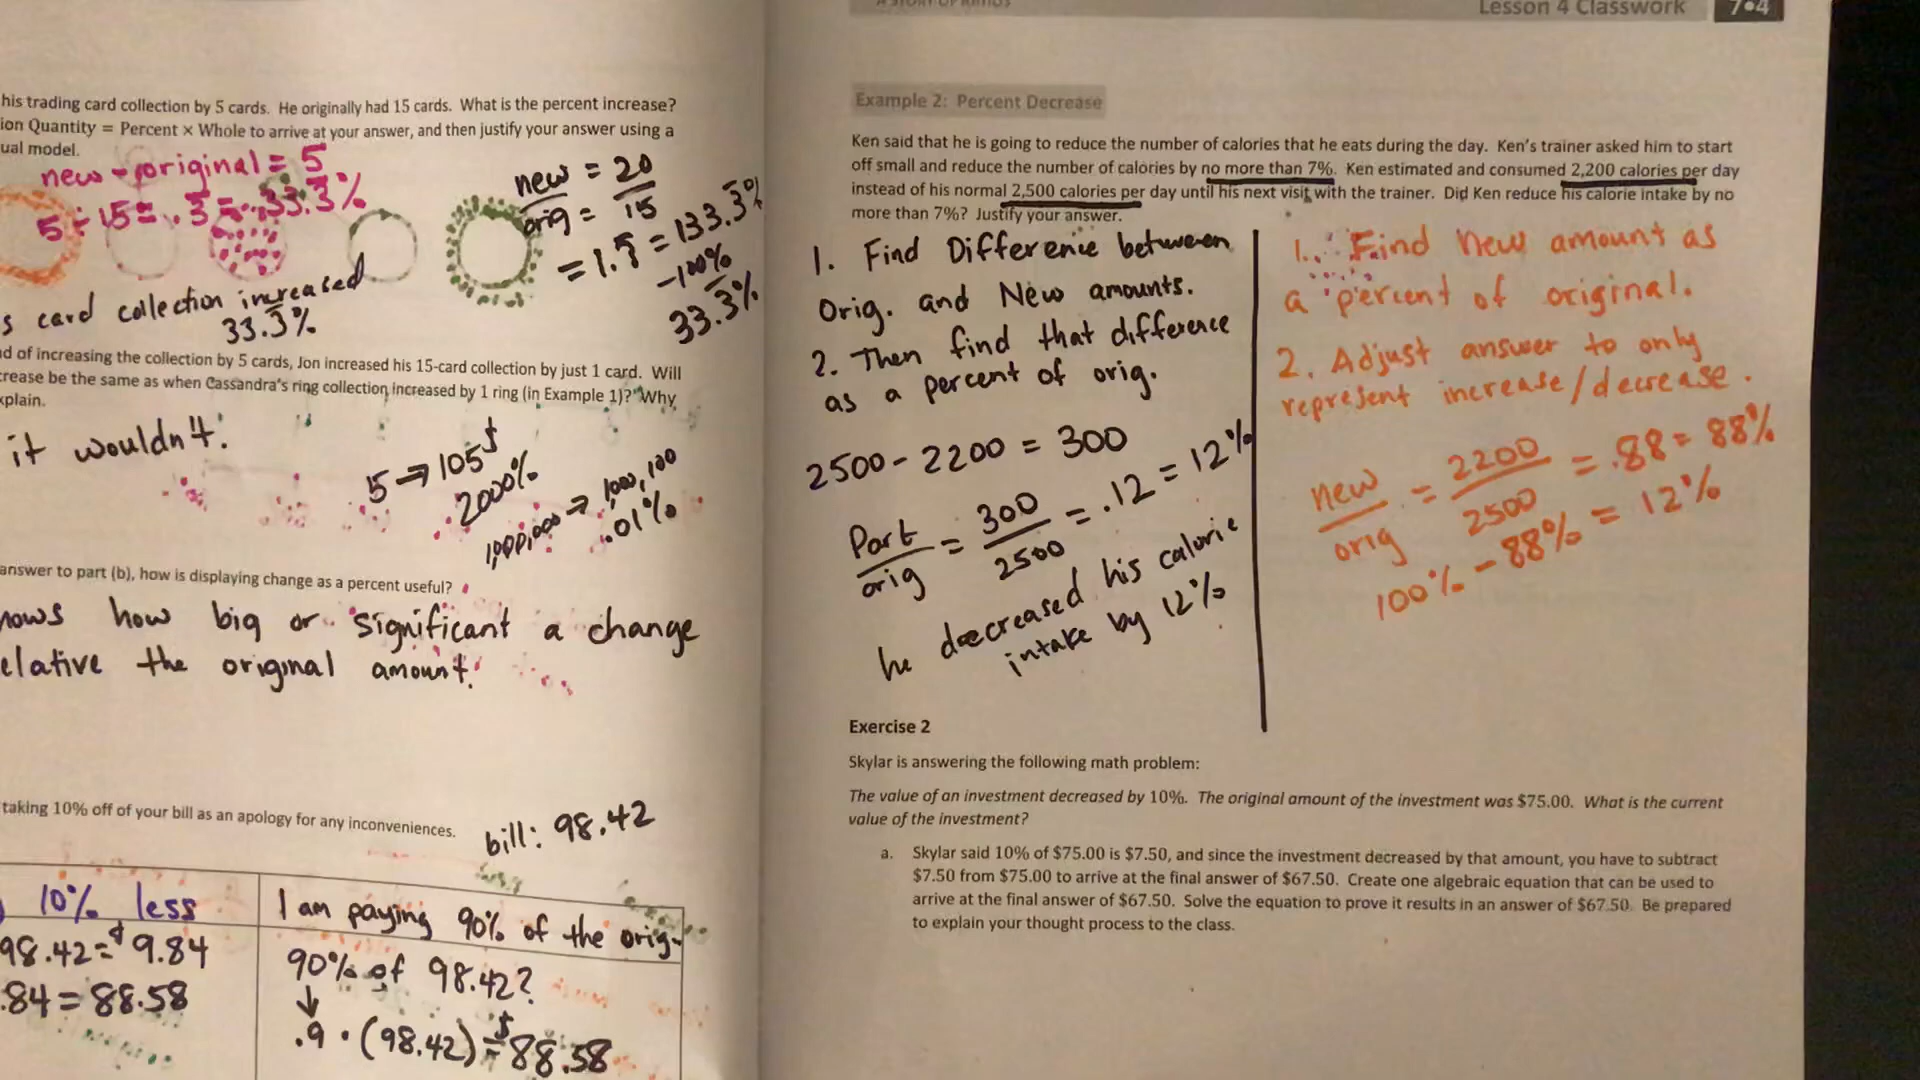 his trading card collection by 5 cards. He originally had 15 cards. What is the percent increase?
ion Quantity = Percent × Whole to arrive at your answer, and then justify your answer using a
ual model.
new - original = 5
5 ÷ 15 = .3̅ = 33.3̅%
new = 20
orig = 15
= 1.3̅ = 133.3̅%
-100%
33.3%
s card collection increased
33.3̅%
d of increasing the collection by 5 cards, Jon increased his 15-card collection by just 1 card. Will
crease be the same as when Cassandra's ring collection increased by 1 ring (in Example 1)? Why
xplain.
it wouldn't.
5 → 105
2000%
1,000,000 → 1,000,100
.01%
answer to part (b), how is displaying change as a percent useful?
nows how big or significant a change
elative the original amount.
taking 10% off of your bill as an apology for any inconveniences.
bill: 98.42
10% less
98.42 = $9.84
.84 = 88.58
I am paying 90% of the orig.
90% of 98.42?
↓
.9 · (98.42) = $88.58
Lesson 4 Classwork 7•4
Example 2: Percent Decrease
Ken said that he is going to reduce the number of calories that he eats during the day. Ken's trainer asked him to start
off small and reduce the number of calories by no more than 7%. Ken estimated and consumed 2,200 calories per day
instead of his normal 2,500 calories per day until his next visit with the trainer. Did Ken reduce his calorie intake by no
more than 7%? Justify your answer.
1. Find Difference between
Orig. and New amounts.
2. Then find that difference
as a percent of orig.
2500 - 2200 = 300
Part/orig = 300/2500 = .12 = 12%
he decreased his calorie
intake by 12%
1. Find New amount as
a percent of original.
2. Adjust answer to only
represent increase/decrease.
new/orig = 2200/2500 = .88 = 88%
100% - 88% = 12%
Exercise 2
Skylar is answering the following math problem:
The value of an investment decreased by 10%. The original amount of the investment was $75.00. What is the current
value of the investment?
a. Skylar said 10% of $75.00 is $7.50, and since the investment decreased by that amount, you have to subtract
$7.50 from $75.00 to arrive at the final answer of $67.50. Create one algebraic equation that can be used to
arrive at the final answer of $67.50. Solve the equation to prove it results in an answer of $67.50. Be prepared
to explain your thought process to the class.